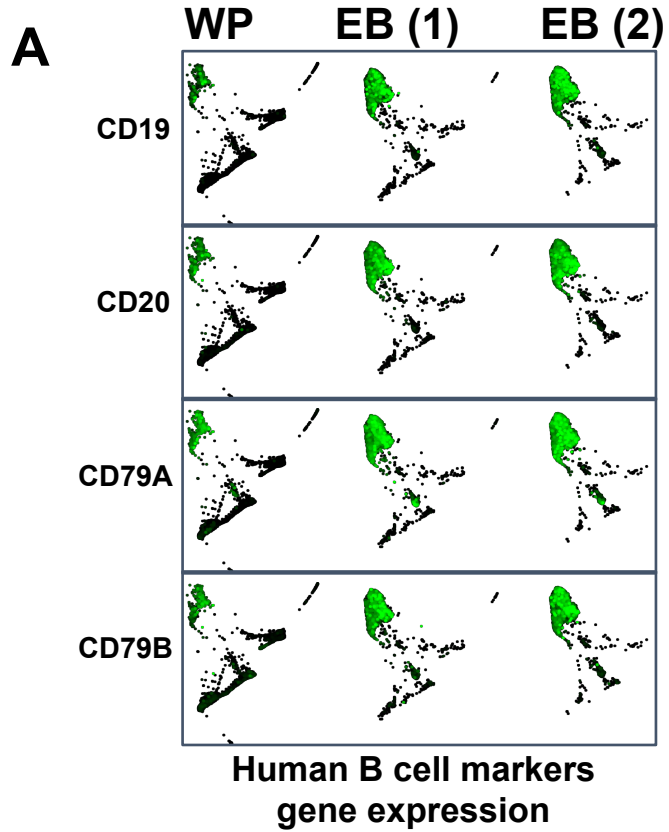 A
WP EB (1) EB (2)
CD19
CD20
CD79A
CD79B
Human B cell markers
gene expression